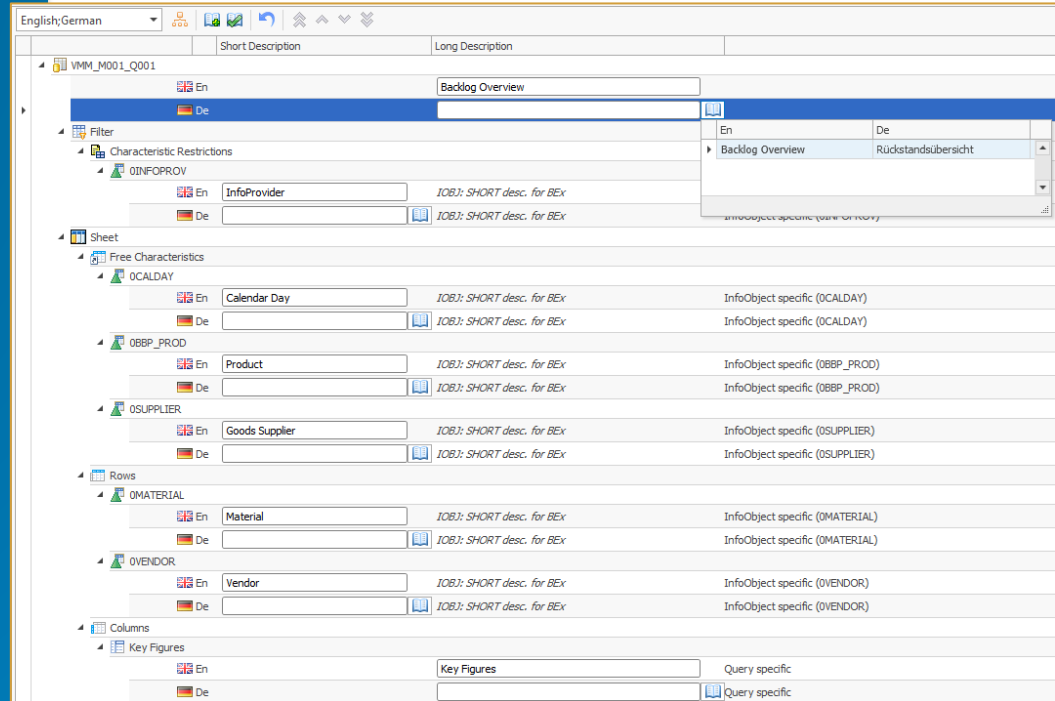 English;German
Short Description Long Description
VMM_M001_Q001
En Backlog Overview
De
En De
Backlog Overview Rückstandsübersicht
Filter
Characteristic Restrictions
0INFOPROV
En InfoProvider IOBJ: SHORT desc. for BEx
De IOBJ: SHORT desc. for BEx InfoObject specific (0INFOPROV)
Sheet
Free Characteristics
0CALDAY
En Calendar Day IOBJ: SHORT desc. for BEx InfoObject specific (0CALDAY)
De IOBJ: SHORT desc. for BEx InfoObject specific (0CALDAY)
0BBP_PROD
En Product IOBJ: SHORT desc. for BEx InfoObject specific (0BBP_PROD)
De IOBJ: SHORT desc. for BEx InfoObject specific (0BBP_PROD)
0SUPPLIER
En Goods Supplier IOBJ: SHORT desc. for BEx InfoObject specific (0SUPPLIER)
De IOBJ: SHORT desc. for BEx InfoObject specific (0SUPPLIER)
Rows
0MATERIAL
En Material IOBJ: SHORT desc. for BEx InfoObject specific (0MATERIAL)
De IOBJ: SHORT desc. for BEx InfoObject specific (0MATERIAL)
0VENDOR
En Vendor IOBJ: SHORT desc. for BEx InfoObject specific (0VENDOR)
De IOBJ: SHORT desc. for BEx InfoObject specific (0VENDOR)
Columns
Key Figures
En Key Figures Query specific
De Query specific